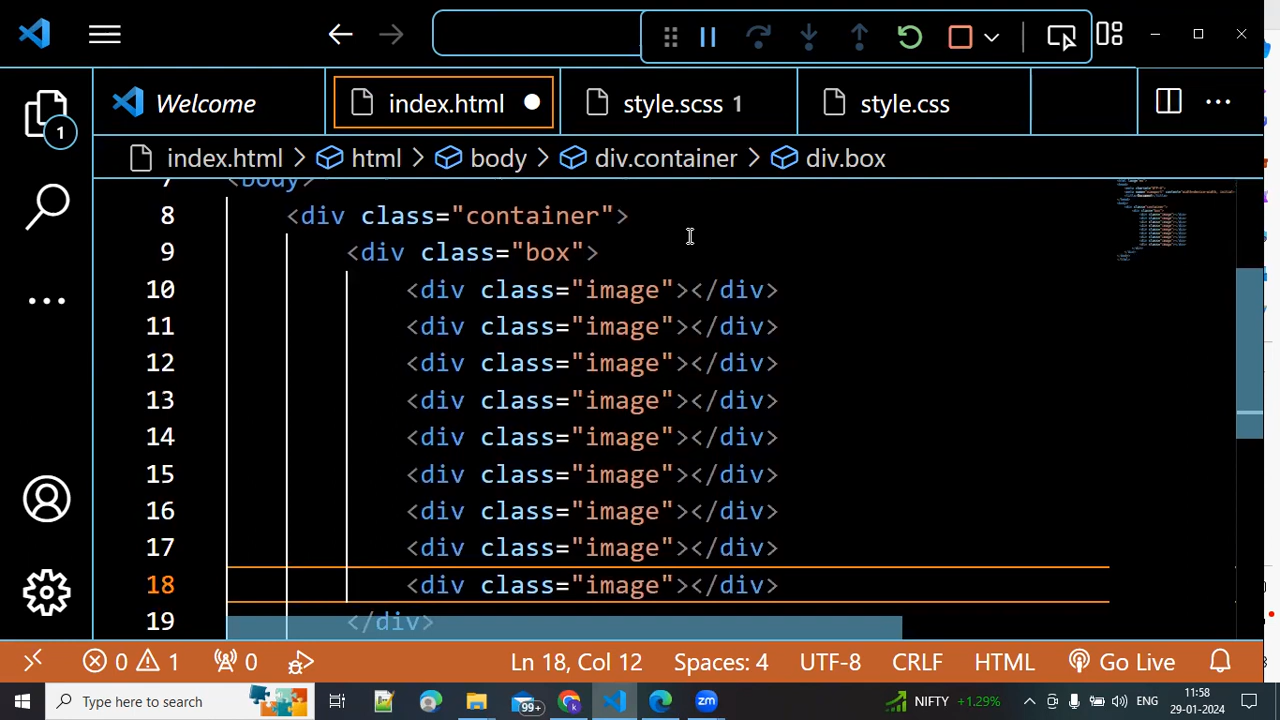 Welcome
index.html
style.scss 1
style.css
index.html > html > body > div.container > div.box
1
7 <body>
8 <div class="container">
9 <div class="box">
10 <div class="image"></div>
11 <div class="image"></div>
12 <div class="image"></div>
13 <div class="image"></div>
14 <div class="image"></div>
15 <div class="image"></div>
16 <div class="image"></div>
17 <div class="image"></div>
18 <div class="image"></div>
19 </div>
0 1 0 Ln 18, Col 12 Spaces: 4 UTF-8 CRLF HTML Go Live
Type here to search 99+ zm NIFTY +1.29% ENG 11:58
29-01-2024